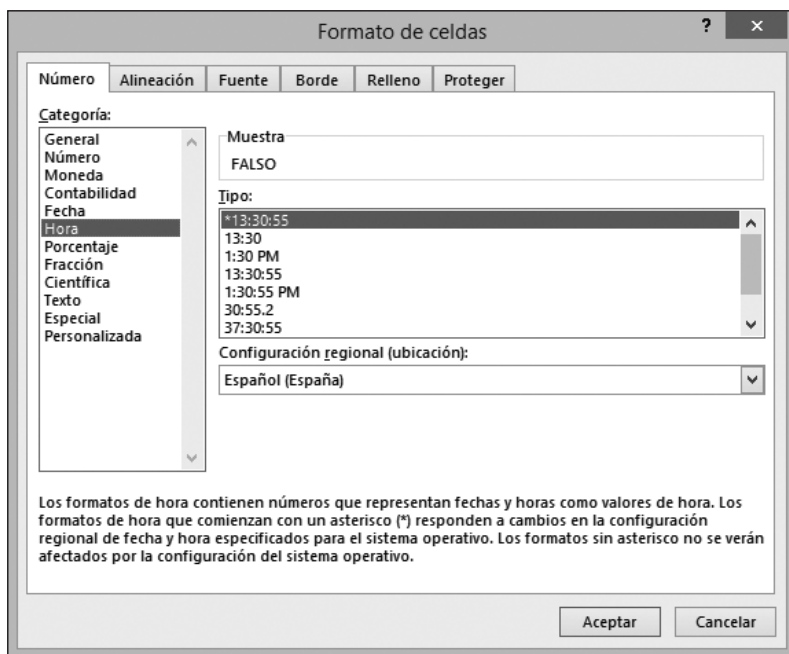 Formato de celdas
? ×
Número Alineación Fuente Borde Relleno Proteger
Categoría:
General
Número
Moneda
Contabilidad
Fecha
Hora
Porcentaje
Fracción
Científica
Texto
Especial
Personalizada
Muestra
FALSO
Tipo:
*13:30:55
13:30
1:30 PM
13:30:55
1:30:55 PM
30:55.2
37:30:55
Configuración regional (ubicación):
Español (España)
Los formatos de hora contienen números que representan fechas y horas como valores de hora. Los
formatos de hora que comienzan con un asterisco (*) responden a cambios en la configuración
regional de fecha y hora especificados para el sistema operativo. Los formatos sin asterisco no se verán
afectados por la configuración del sistema operativo.
Aceptar Cancelar